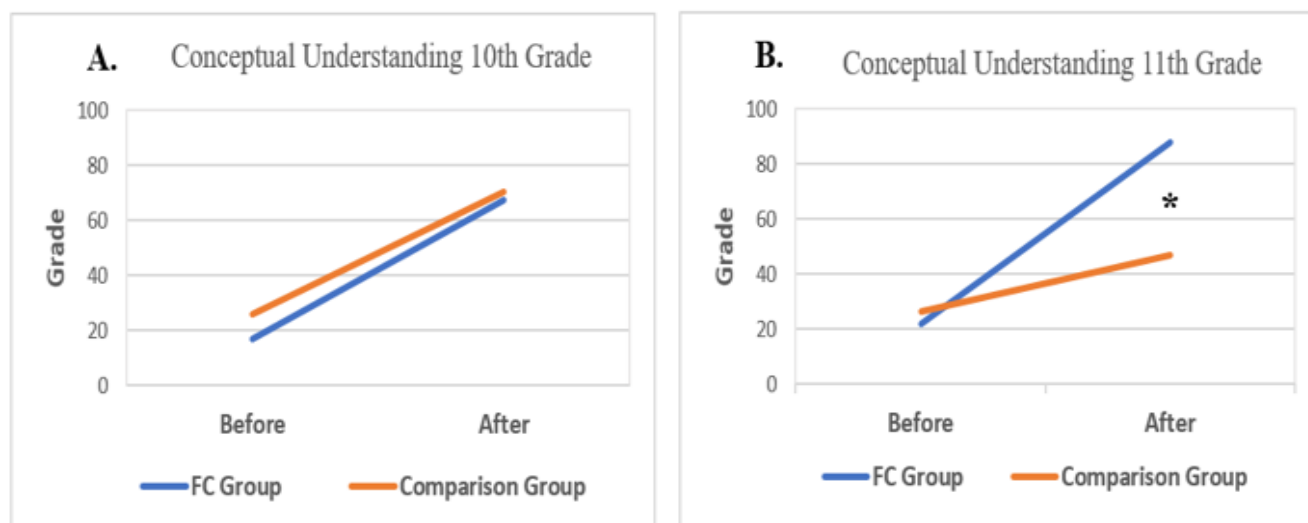 A. Conceptual Understanding 10th Grade
100
80
60
40
20
0
Grade
Before After
FC Group Comparison Group
B. Conceptual Understanding 11th Grade
100
80
60
*
40
20
0
Grade
Before After
FC Group Comparison Group